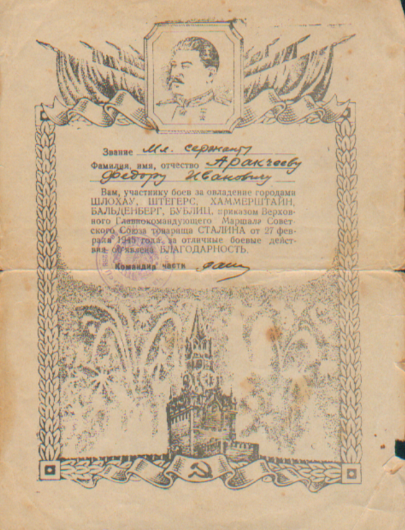 Звание Мл. сержанту
Фамилия, имя, отчество Аракчееву
Федору Ивановичу
Вам, участнику боев за овладение городами
ШЛОХАУ, ШТЕГЕРС, ХАММЕРШТАЙН,
БАЛЬДЕНБЕРГ, БУБЛИЦ, приказом Верхов-
ного Главнокомандующего Маршала Совет-
ского Союза товарища СТАЛИНА от 27 фев-
раля 1945 года, за отличные боевые дейст-
вия объявлена БЛАГОДАРНОСТЬ.
Командир части